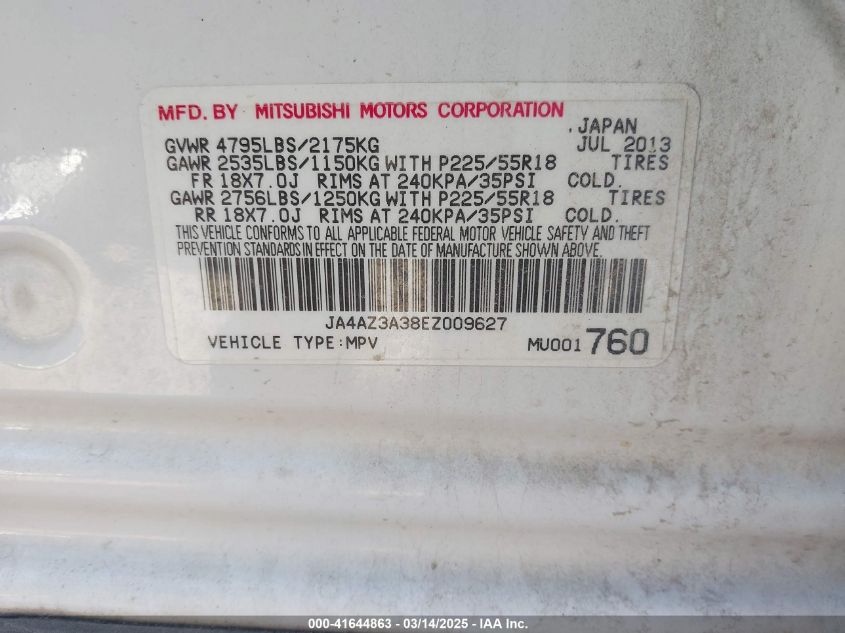 MFD. BY MITSUBISHI MOTORS CORPORATION
. JAPAN
GVWR 4795LBS/2175KG JUL 2013
GAWR 2535LBS/1150KG WITH P225/55R18 TIRES
FR 18X7.0J RIMS AT 240KPA/35PSI COLD.
GAWR 2756LBS/1250KG WITH P225/55R18 TIRES
RR 18X7.0J RIMS AT 240KPA/35PSI COLD.
THIS VEHICLE CONFORMS TO ALL APPLICABLE FEDERAL MOTOR VEHICLE SAFETY AND THEFT
PREVENTION STANDARDS IN EFFECT ON THE DATE OF MANUFACTURE SHOWN ABOVE.
JA4AZ3A38EZ009627
VEHICLE TYPE:MPV MU001 760
000-41644863 - 03/14/2025 - IAA Inc.